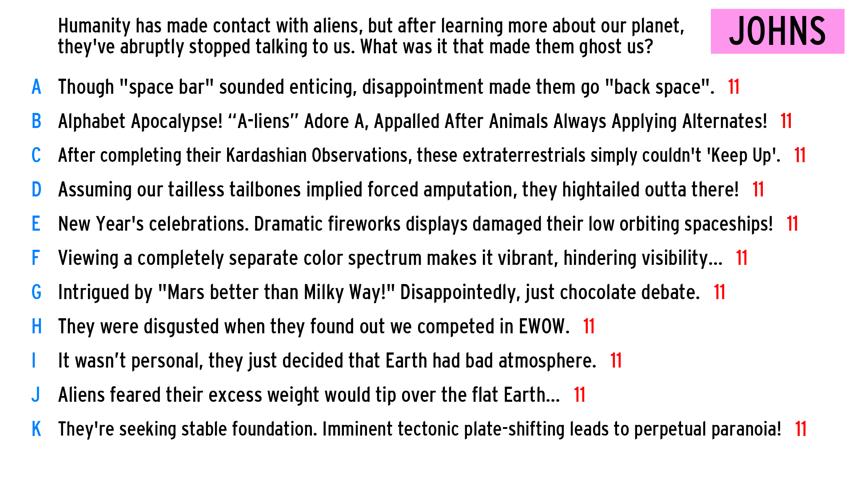 Humanity has made contact with aliens, but after learning more about our planet,
they've abruptly stopped talking to us. What was it that made them ghost us?
JOHNS
A Though "space bar" sounded enticing, disappointment made them go "back space". 11
B Alphabet Apocalypse! “A-liens” Adore A, Appalled After Animals Always Applying Alternates! 11
C After completing their Kardashian Observations, these extraterrestrials simply couldn't 'Keep Up'. 11
D Assuming our tailless tailbones implied forced amputation, they hightailed outta there! 11
E New Year's celebrations. Dramatic fireworks displays damaged their low orbiting spaceships! 11
F Viewing a completely separate color spectrum makes it vibrant, hindering visibility... 11
G Intrigued by "Mars better than Milky Way!" Disappointedly, just chocolate debate. 11
H They were disgusted when they found out we competed in EWOW. 11
I It wasn’t personal, they just decided that Earth had bad atmosphere. 11
J Aliens feared their excess weight would tip over the flat Earth... 11
K They're seeking stable foundation. Imminent tectonic plate-shifting leads to perpetual paranoia! 11